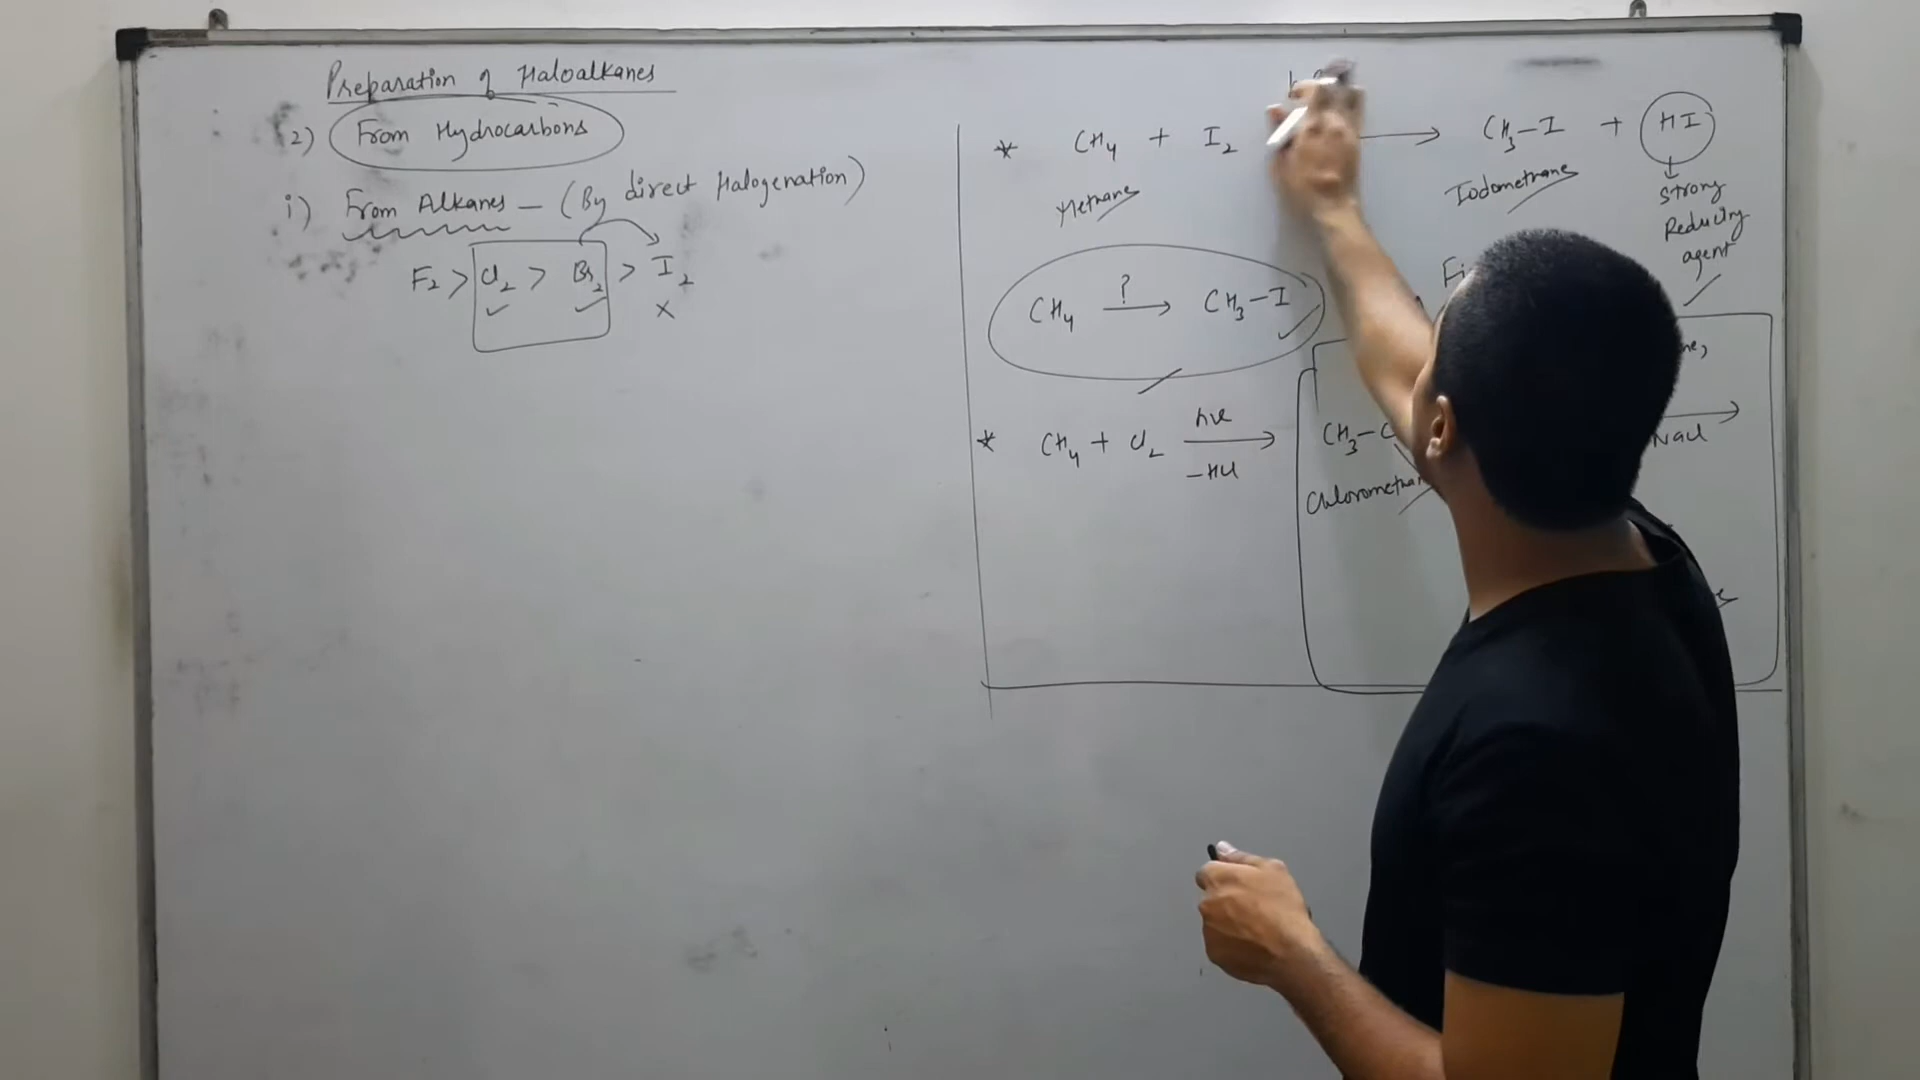 Preparation of Haloalkanes
2) From Hydrocarbons
i) From Alkanes — (By direct Halogenation)
F₂ > Cl₂ > Br₂ > I₂
✓ ✓ x
* CH₄ + I₂ ⟶ CH₃–I + HI
Methane Iodomethane Strong
Reducing
agent
CH₄ ⟶ CH₃–I
?
hν
* CH₄ + Cl₂ ⟶ CH₃–
–HCl NaCl